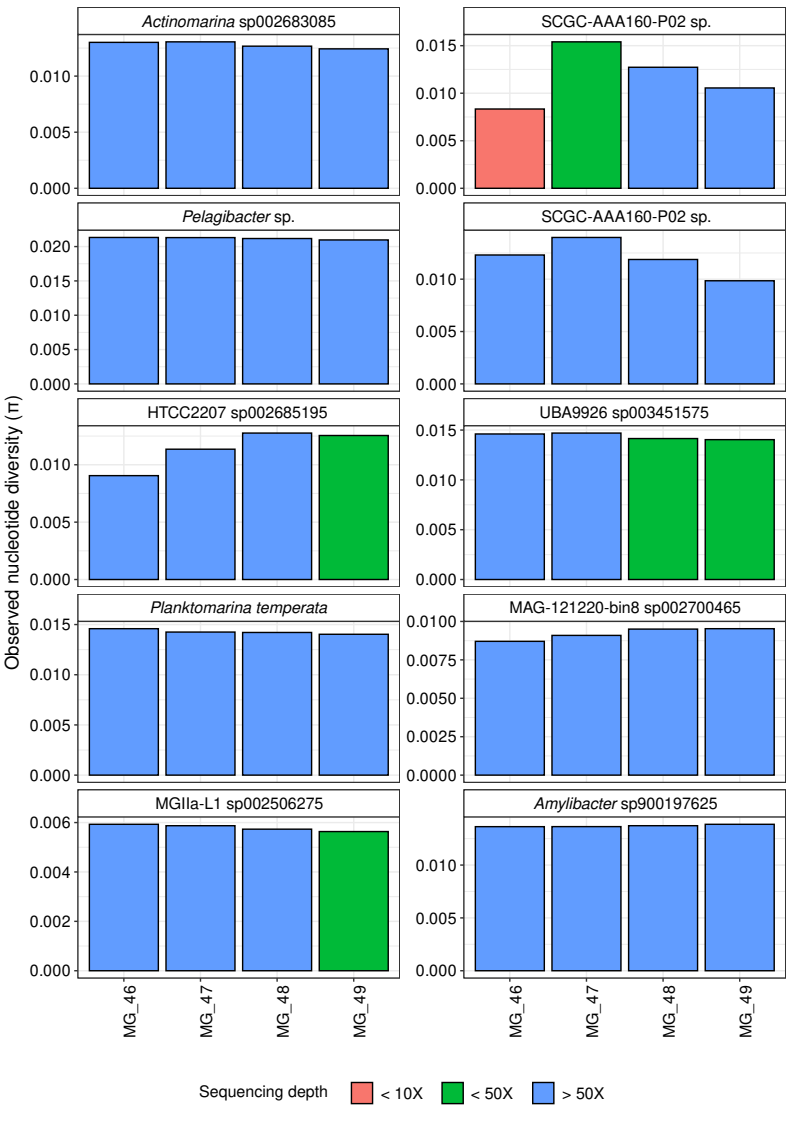 Actinomarina sp002683085
SCGC-AAA160-P02 sp.
0.010
0.005
0.000
0.015
0.010
0.005
0.000
Pelagibacter sp.
SCGC-AAA160-P02 sp.
0.020
0.015
0.010
0.005
0.000
0.010
0.005
0.000
Observed nucleotide diversity (π)
HTCC2207 sp002685195
UBA9926 sp003451575
0.010
0.005
0.000
0.015
0.010
0.005
0.000
Planktomarina temperata
MAG-121220-bin8 sp002700465
0.015
0.010
0.005
0.000
0.0100
0.0075
0.0050
0.0025
0.0000
MGIIa-L1 sp002506275
Amylibacter sp900197625
0.006
0.004
0.002
0.000
0.010
0.005
0.000
MG_46
MG_47
MG_48
MG_49
MG_46
MG_47
MG_48
MG_49
Sequencing depth < 10X < 50X > 50X